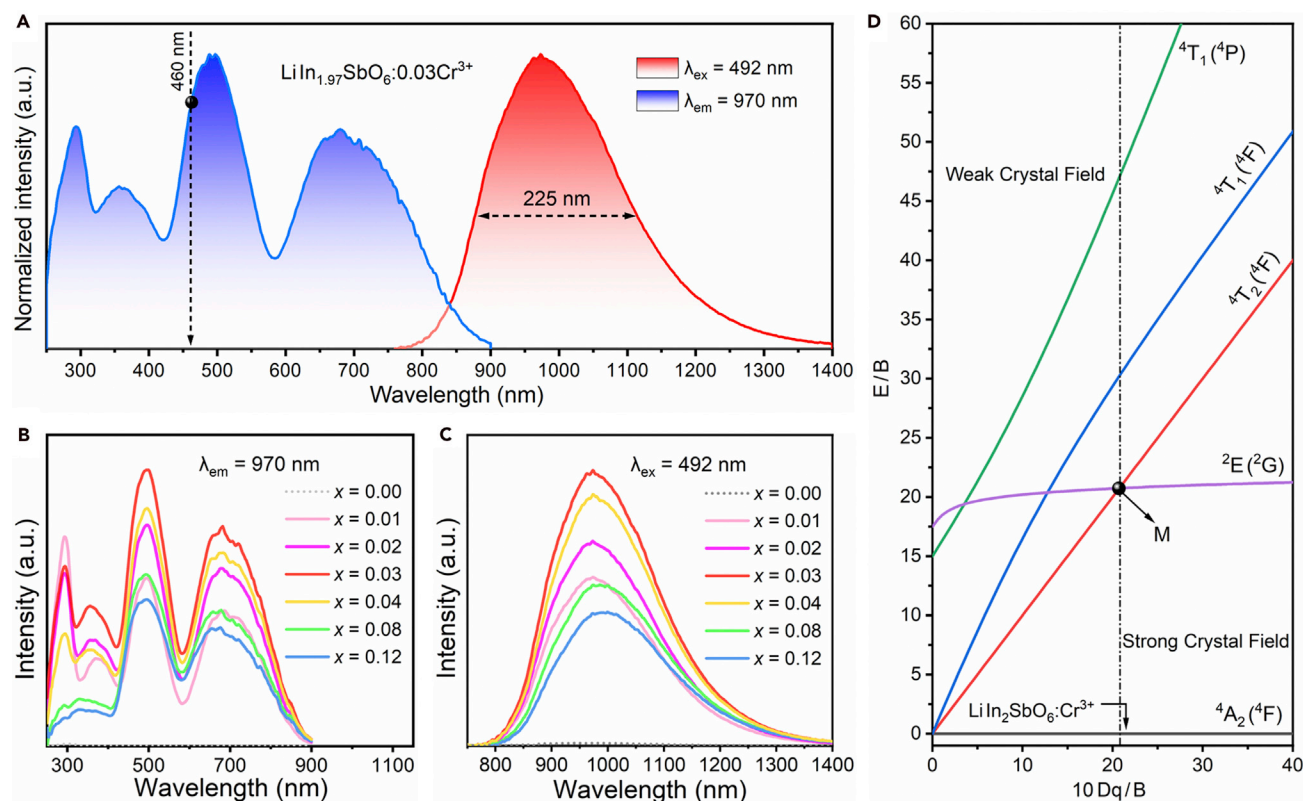 A
Normalized intensity (a.u.)
460 nm
LiIn1.97SbO6:0.03Cr3+
λex = 492 nm
λem = 970 nm
225 nm
300 400 500 600 700 800 900 1000 1100 1200 1300 1400
Wavelength (nm)
B
Intensity (a.u.)
λem = 970 nm
x = 0.00
x = 0.01
x = 0.02
x = 0.03
x = 0.04
x = 0.08
x = 0.12
300 500 700 900 1100
Wavelength (nm)
C
Intensity (a.u.)
λex = 492 nm
x = 0.00
x = 0.01
x = 0.02
x = 0.03
x = 0.04
x = 0.08
x = 0.12
800 900 1000 1100 1200 1300 1400
Wavelength (nm)
D
E/B
60
55
50
45
40
35
30
25
20
15
10
5
0
4T1(4P)
Weak Crystal Field
4T1(4F)
4T2(4F)
2E(2G)
M
Strong Crystal Field
LiIn2SbO6:Cr3+
4A2(4F)
0 10 20 30 40
10 Dq/B